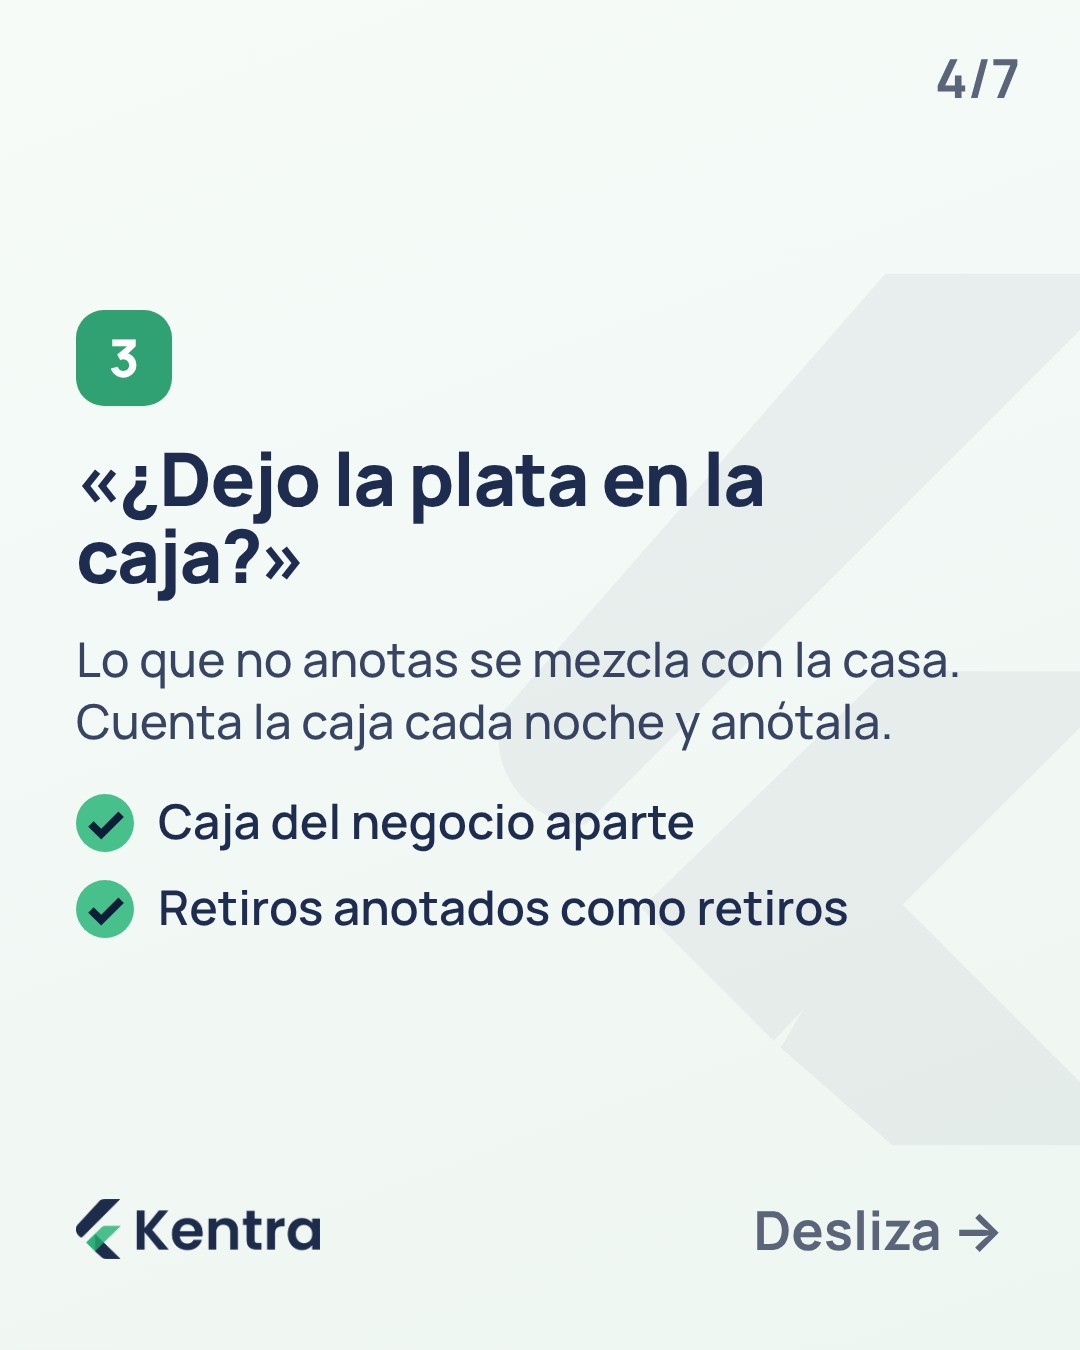 4/7
3
«¿Dejo la plata en la
caja?»
Lo que no anotas se mezcla con la casa.
Cuenta la caja cada noche y anótala.
Caja del negocio aparte
Retiros anotados como retiros
Kentra
Desliza →